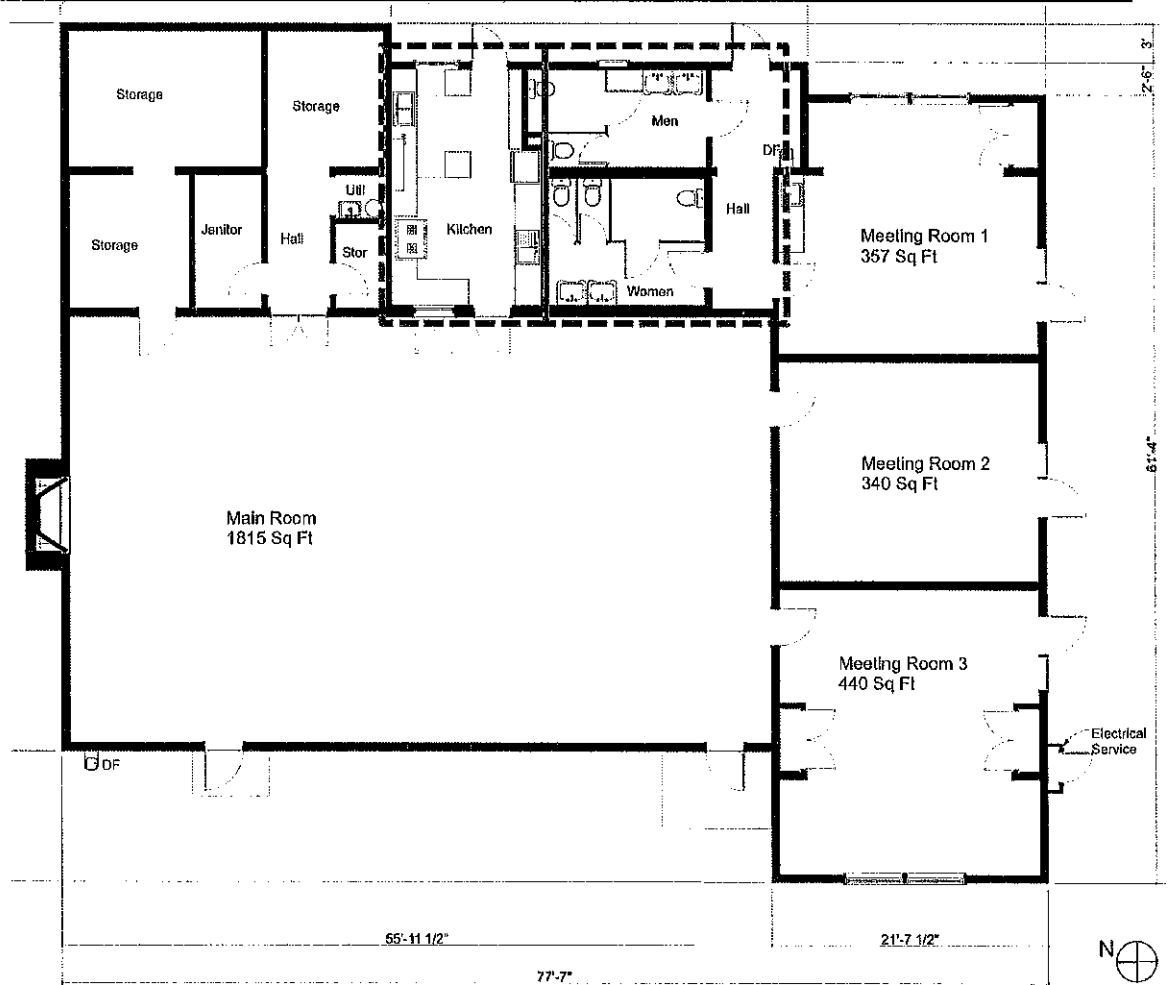 3'
2'-6"
Storage
Storage
Men
DF
Util
Storage
Janitor
Hall
Stor
Kitchen
Hall
Women
Meeting Room 1
357 Sq Ft
Meeting Room 2
340 Sq Ft
61'-4"
Main Room
1815 Sq Ft
Meeting Room 3
440 Sq Ft
Electrical
Service
DF
55'-11 1/2"
21'-7 1/2"
N
77'-7"